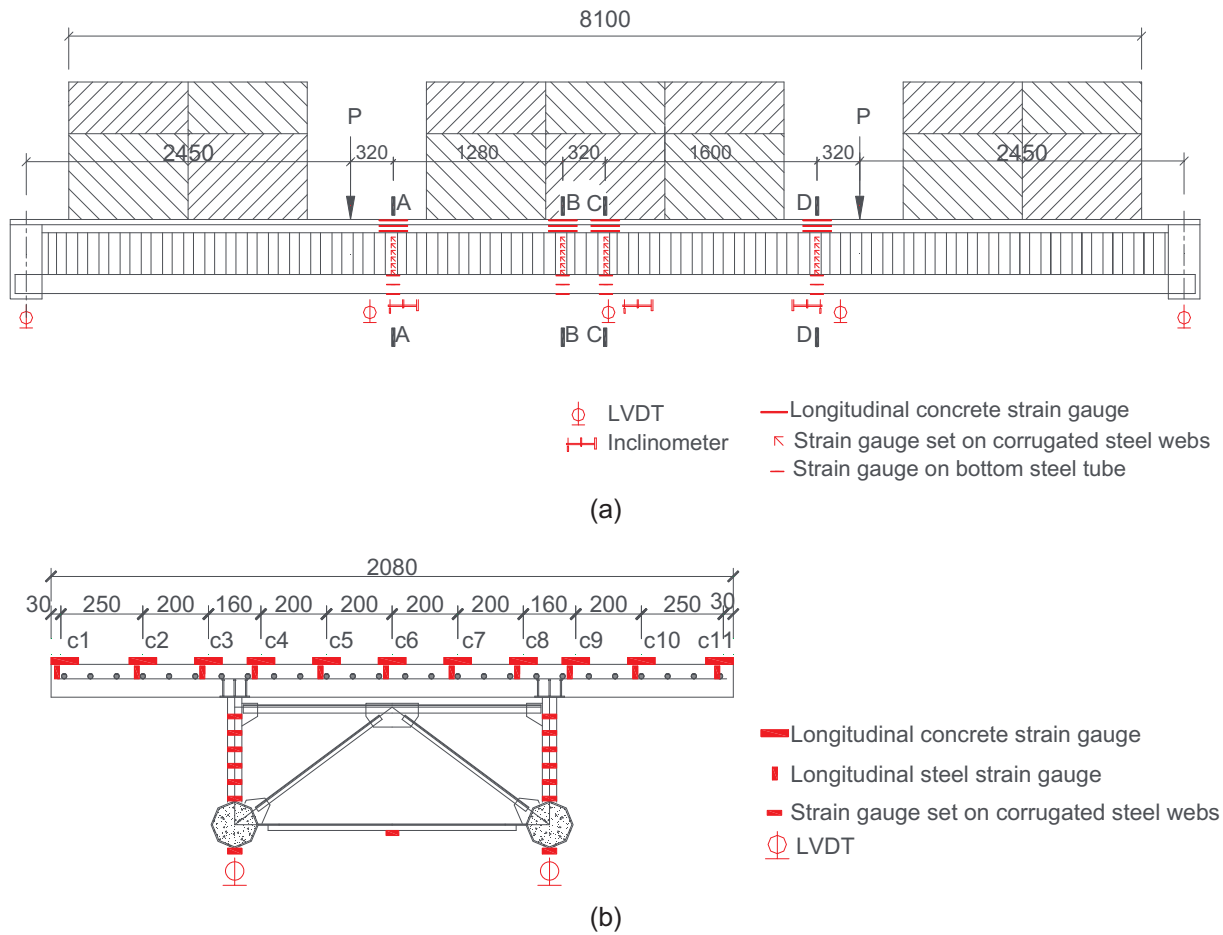 8100
P P
2450 320 1280 320 1600 320 2450
A B C D
A B C D
LVDT
Inclinometer
Longitudinal concrete strain gauge
Strain gauge set on corrugated steel webs
Strain gauge on bottom steel tube
(a)
2080
30 250 200 160 200 200 200 200 160 200 250 30
c1 c2 c3 c4 c5 c6 c7 c8 c9 c10 c11
Longitudinal concrete strain gauge
Longitudinal steel strain gauge
Strain gauge set on corrugated steel webs
LVDT
(b)